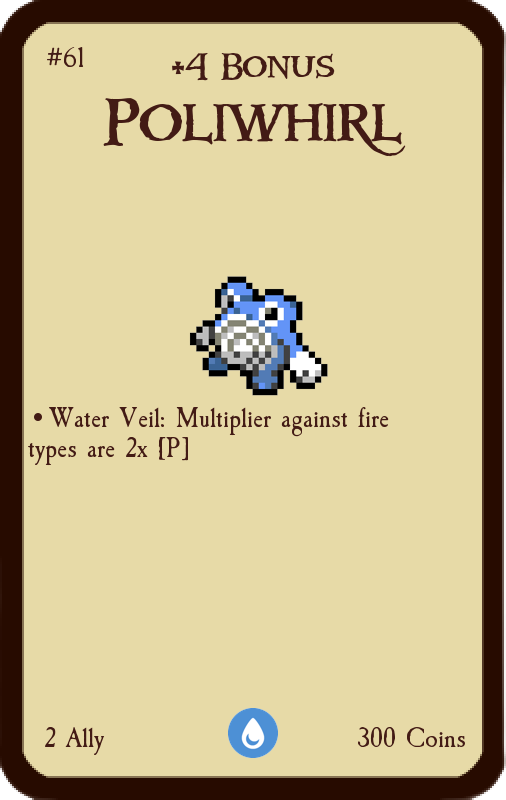 #61
+4 Bonus
Poliwhirl
• Water Veil: Multiplier against fire
types are 2x [P]
2 Ally
300 Coins